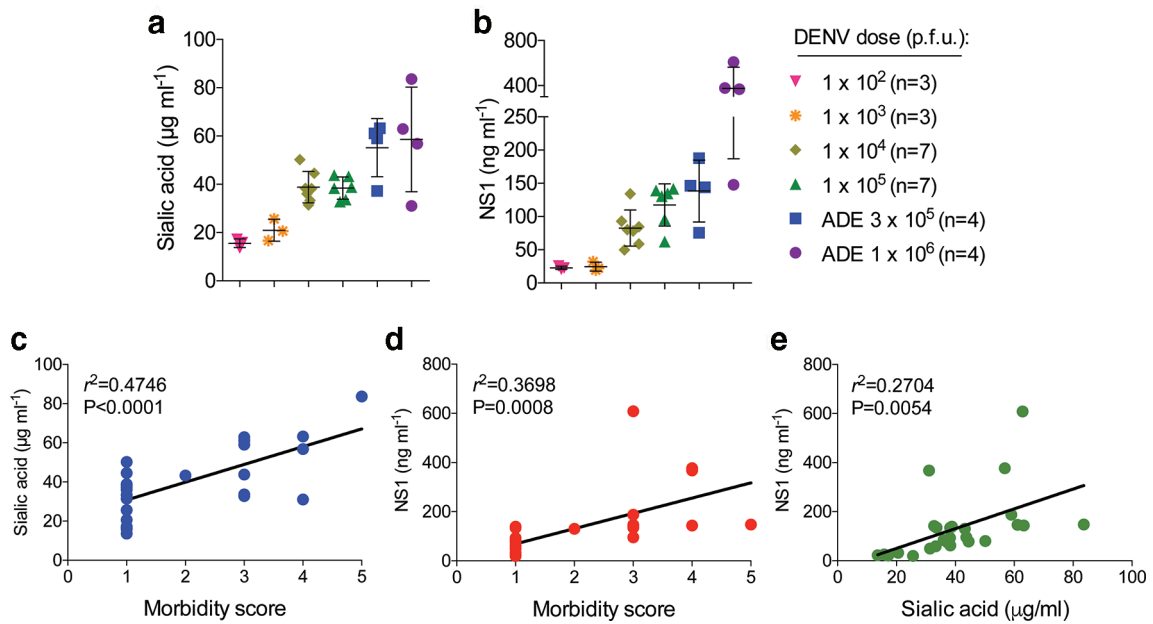 a
Sialic acid (µg ml⁻¹)
100
80
60
40
20
0
b
NS1 (ng ml⁻¹)
800
400
250
200
150
100
50
0
DENV dose (p.f.u.):
1 x 10² (n=3)
1 x 10³ (n=3)
1 x 10⁴ (n=7)
1 x 10⁵ (n=7)
ADE 3 x 10⁵ (n=4)
ADE 1 x 10⁶ (n=4)
c
Sialic acid (µg ml⁻¹)
100
80
60
40
20
0
r²=0.4746
P<0.0001
0 1 2 3 4 5
Morbidity score
d
NS1 (ng ml⁻¹)
800
600
400
200
0
r²=0.3698
P=0.0008
0 1 2 3 4 5
Morbidity score
e
NS1 (ng ml⁻¹)
800
600
400
200
0
r²=0.2704
P=0.0054
0 20 40 60 80 100
Sialic acid (µg/ml)